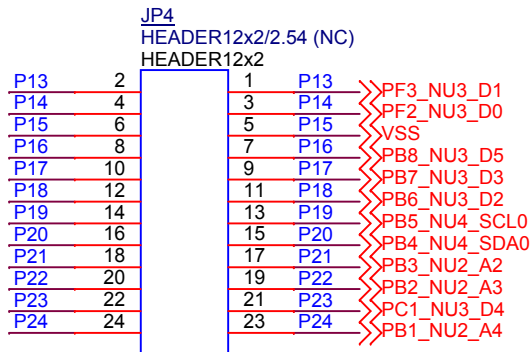 JP4
HEADER12x2/2.54 (NC)
HEADER12x2
P13 2 1 P13 PF3_NU3_D1
P14 4 3 P14 PF2_NU3_D0
P15 6 5 P15 VSS
P16 8 7 P16 PB8_NU3_D5
P17 10 9 P17 PB7_NU3_D3
P18 12 11 P18 PB6_NU3_D2
P19 14 13 P19 PB5_NU4_SCL0
P20 16 15 P20 PB4_NU4_SDA0
P21 18 17 P21 PB3_NU2_A2
P22 20 19 P22 PB2_NU2_A3
P23 22 21 P23 PC1_NU3_D4
P24 24 23 P24 PB1_NU2_A4